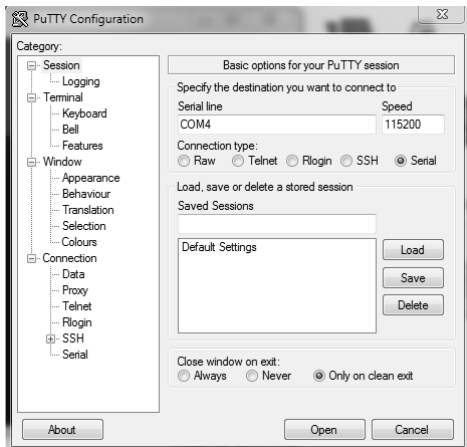 PuTTY Configuration
Category:
Session
Logging
Terminal
Keyboard
Bell
Features
Window
Appearance
Behaviour
Translation
Selection
Colours
Connection
Data
Proxy
Telnet
Rlogin
SSH
Serial
Basic options for your PuTTY session
Specify the destination you want to connect to
Serial line Speed
COM4 115200
Connection type:
Raw Telnet Rlogin SSH Serial
Load, save or delete a stored session
Saved Sessions
Default Settings
Load
Save
Delete
Close window on exit:
Always Never Only on clean exit
About Open Cancel